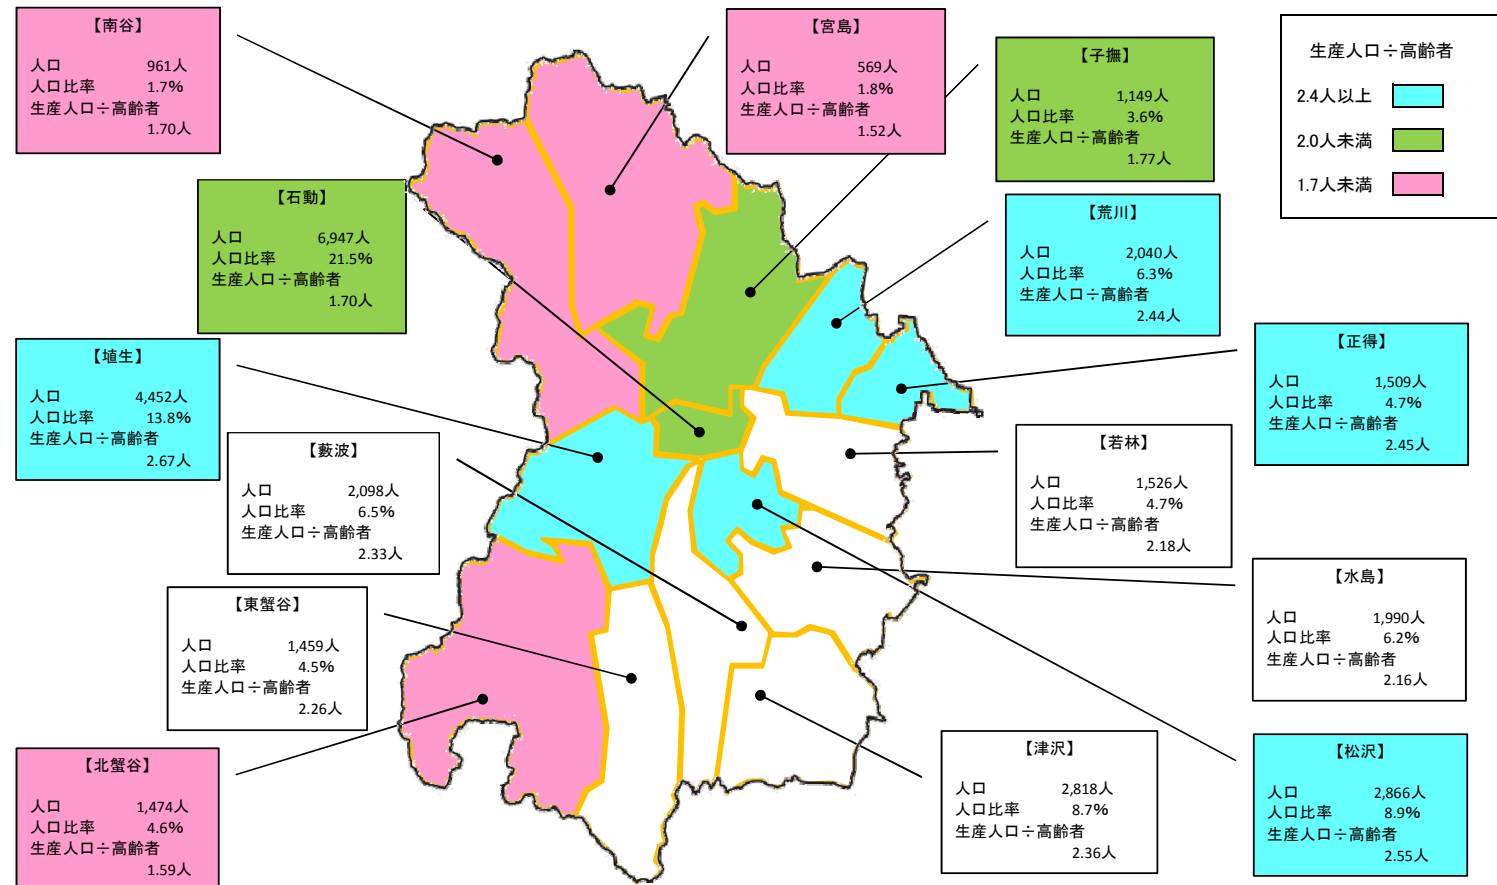 【南谷】
人口 961人
人口比率 1.7%
生産人口÷高齢者
1.70人
【宮島】
人口 569人
人口比率 1.8%
生産人口÷高齢者
1.52人
【子撫】
人口 1,149人
人口比率 3.6%
生産人口÷高齢者
1.77人
生産人口÷高齢者
2.4人以上
2.0人未満
1.7人未満
【石動】
人口 6,947人
人口比率 21.5%
生産人口÷高齢者
1.70人
【荒川】
人口 2,040人
人口比率 6.3%
生産人口÷高齢者
2.44人
【埴生】
人口 4,452人
人口比率 13.8%
生産人口÷高齢者
2.67人
【正得】
人口 1,509人
人口比率 4.7%
生産人口÷高齢者
2.45人
【藪波】
人口 2,098人
人口比率 6.5%
生産人口÷高齢者
2.33人
【若林】
人口 1,526人
人口比率 4.7%
生産人口÷高齢者
2.18人
【東蟹谷】
人口 1,459人
人口比率 4.5%
生産人口÷高齢者
2.26人
【水島】
人口 1,990人
人口比率 6.2%
生産人口÷高齢者
2.16人
【北蟹谷】
人口 1,474人
人口比率 4.6%
生産人口÷高齢者
1.59人
【津沢】
人口 2,818人
人口比率 8.7%
生産人口÷高齢者
2.36人
【松沢】
人口 2,866人
人口比率 8.9%
生産人口÷高齢者
2.55人